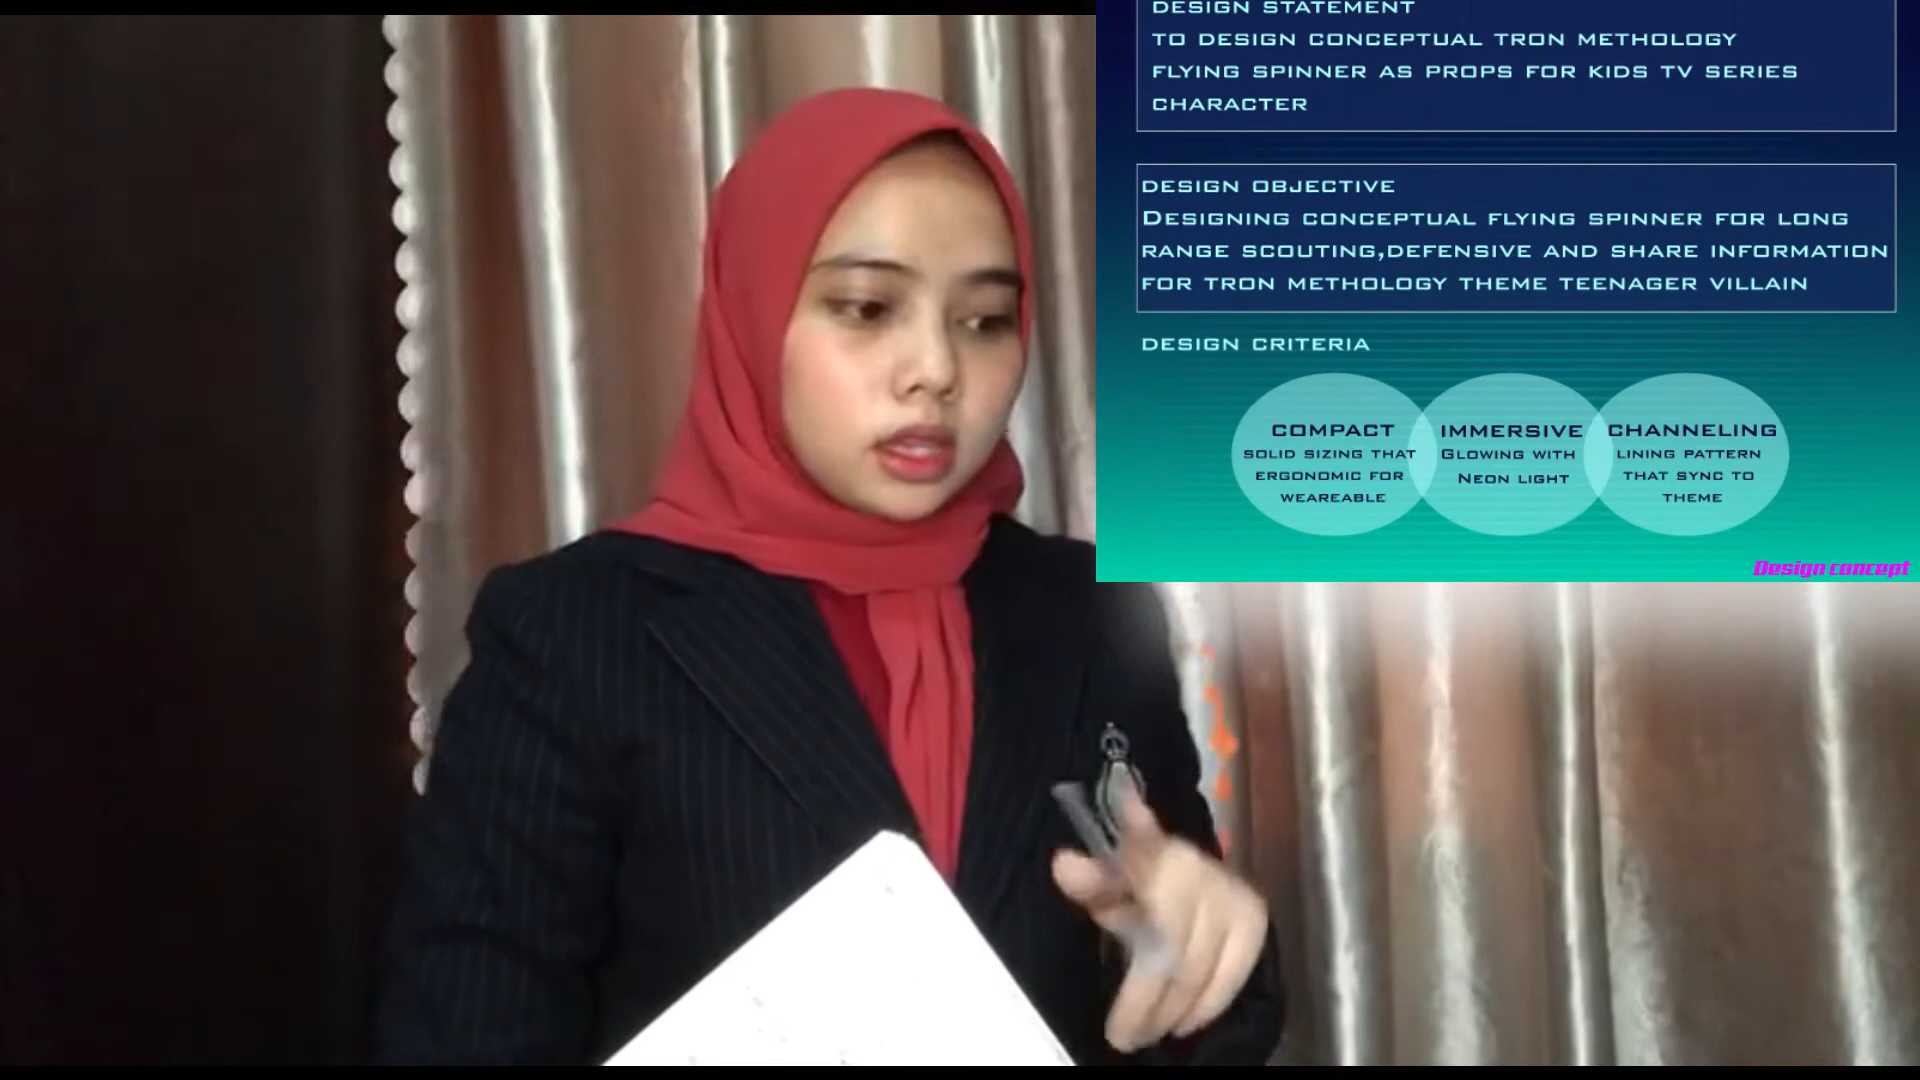 DESIGN STATEMENT
TO DESIGN CONCEPTUAL TRON METHOLOGY
FLYING SPINNER AS PROPS FOR KIDS TV SERIES
CHARACTER
DESIGN OBJECTIVE
DESIGNING CONCEPTUAL FLYING SPINNER FOR LONG
RANGE SCOUTING,DEFENSIVE AND SHARE INFORMATION
FOR TRON METHOLOGY THEME TEENAGER VILLAIN
DESIGN CRITERIA
COMPACT
SOLID SIZING THAT
ERGONOMIC FOR
WEAREABLE
IMMERSIVE
GLOWING WITH
NEON LIGHT
CHANNELING
LINING PATTERN
THAT SYNC TO
THEME
Design concept